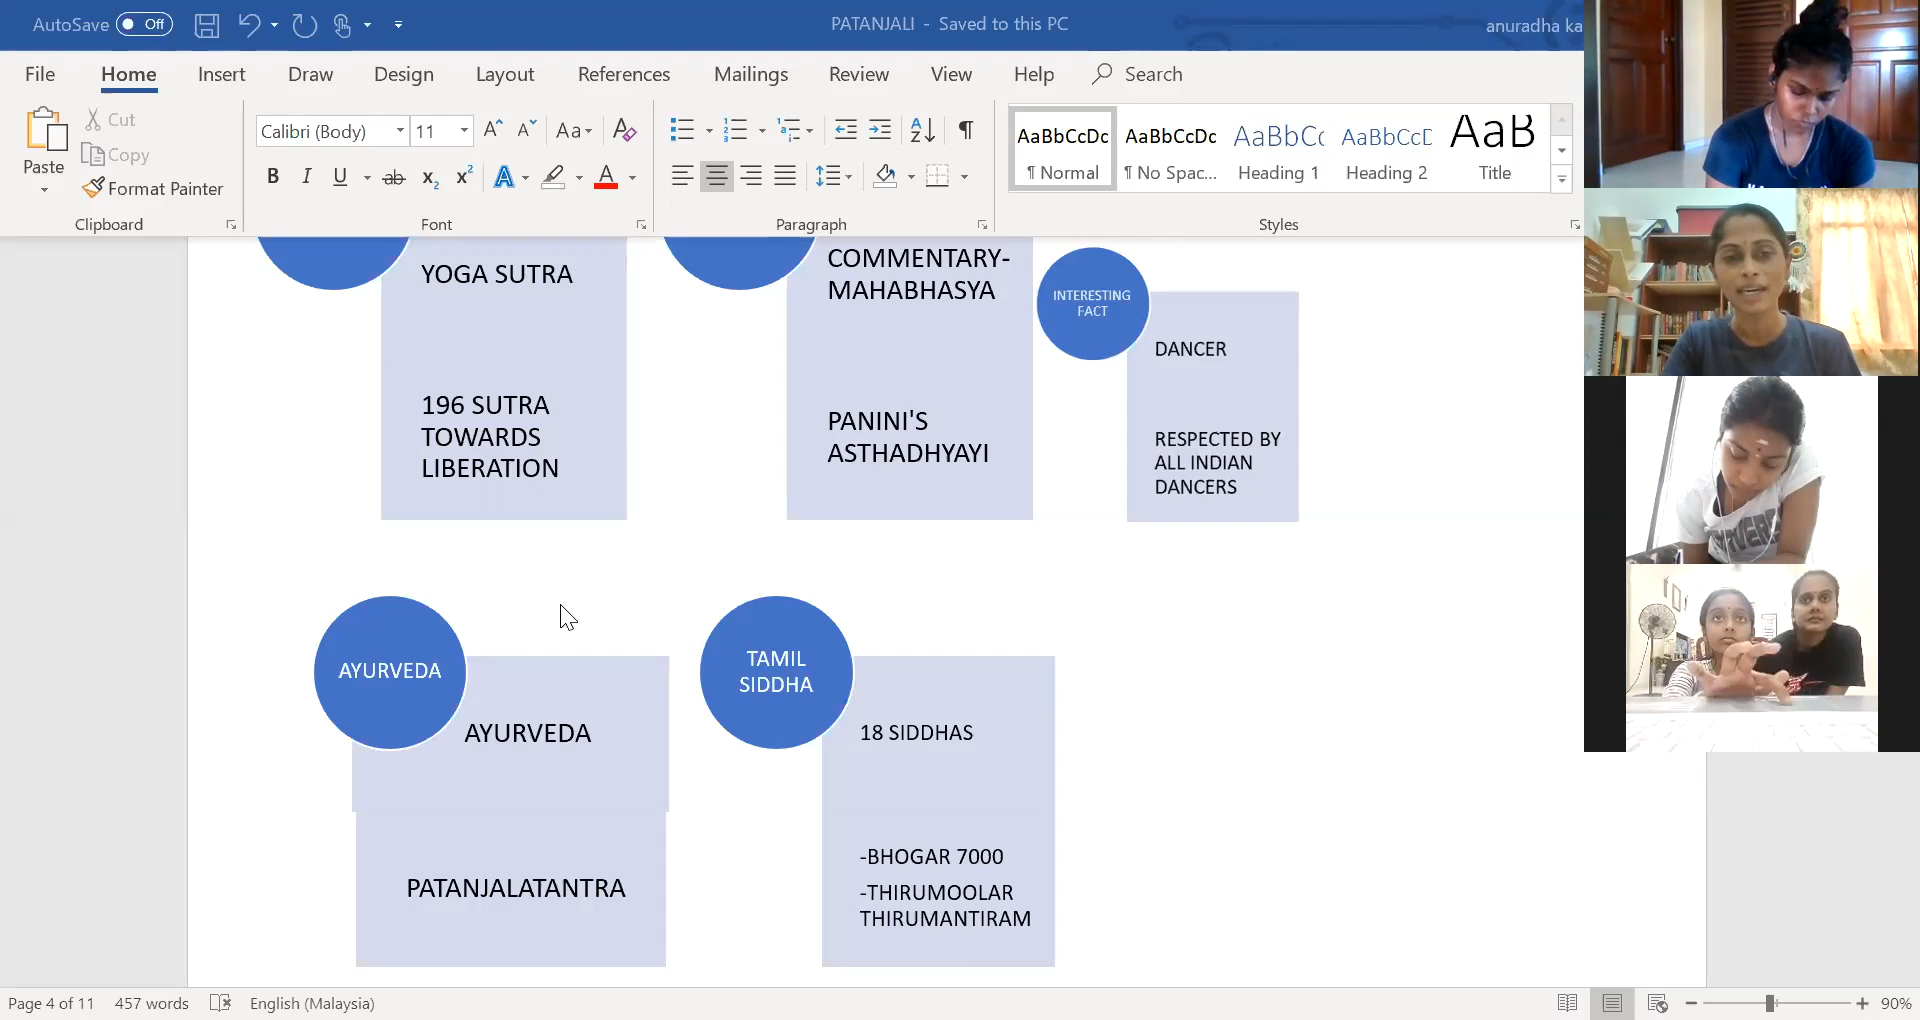 AutoSave Off
PATANJALI - Saved to this PC
anuradha ka
File Home Insert Draw Design Layout References Mailings Review View Help Search
Paste
Cut
Copy
Format Painter
Clipboard
Calibri (Body) 11
Font
Paragraph
AaBbCcDc
¶ Normal
AaBbCcDc
¶ No Spac...
AaBbC
Heading 1
AaBbCcD
Heading 2
AaB
Title
Styles
YOGA SUTRA
196 SUTRA
TOWARDS
LIBERATION
COMMENTARY-
MAHABHASYA
PANINI'S
ASTHADHYAYI
INTERESTING
FACT
DANCER
RESPECTED BY
ALL INDIAN
DANCERS
AYURVEDA
AYURVEDA
PATANJALATANTRA
TAMIL
SIDDHA
18 SIDDHAS
-BHOGAR 7000
-THIRUMOOLAR
THIRUMANTIRAM
Page 4 of 11 457 words English (Malaysia)
90%